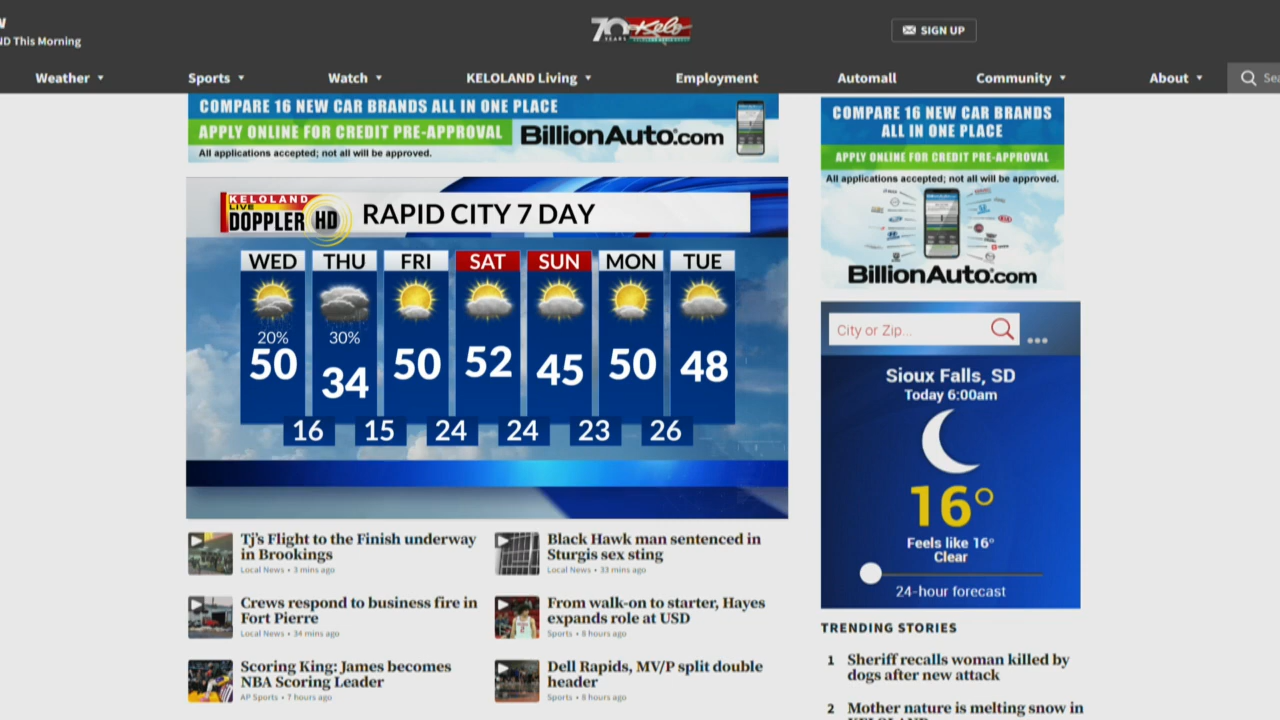 ND This Morning
70 YEARS Kelo
SIGN UP
Weather
Sports
Watch
KELOLAND Living
Employment
Automall
Community
About
COMPARE 16 NEW CAR BRANDS ALL IN ONE PLACE
APPLY ONLINE FOR CREDIT PRE-APPROVAL
BillionAuto.com
All applications accepted; not all will be approved.
KELOLAND
LIVE
DOPPLER HD
RAPID CITY 7 DAY
WED THU FRI SAT SUN MON TUE
20% 30%
50 34 50 52 45 50 48
16 15 24 24 23 26
Tj's Flight to the Finish underway
in Brookings
Local News • 3 mins ago
Black Hawk man sentenced in
Sturgis sex sting
Local News • 33 mins ago
Crews respond to business fire in
Fort Pierre
Local News • 34 mins ago
From walk-on to starter, Hayes
expands role at USD
Sports • 8 hours ago
Scoring King: James becomes
NBA Scoring Leader
AP Sports • 7 hours ago
Dell Rapids, MV/P split double
header
Sports • 8 hours ago
COMPARE 16 NEW CAR BRANDS
ALL IN ONE PLACE
APPLY ONLINE FOR CREDIT PRE-APPROVAL
All applications accepted; not all will be approved.
BillionAuto.com
City or Zip...
Sioux Falls, SD
Today 6:00am
16°
Feels like 16°
Clear
24-hour forecast
TRENDING STORIES
1 Sheriff recalls woman killed by
dogs after new attack
2 Mother nature is melting snow in
KELOLAND